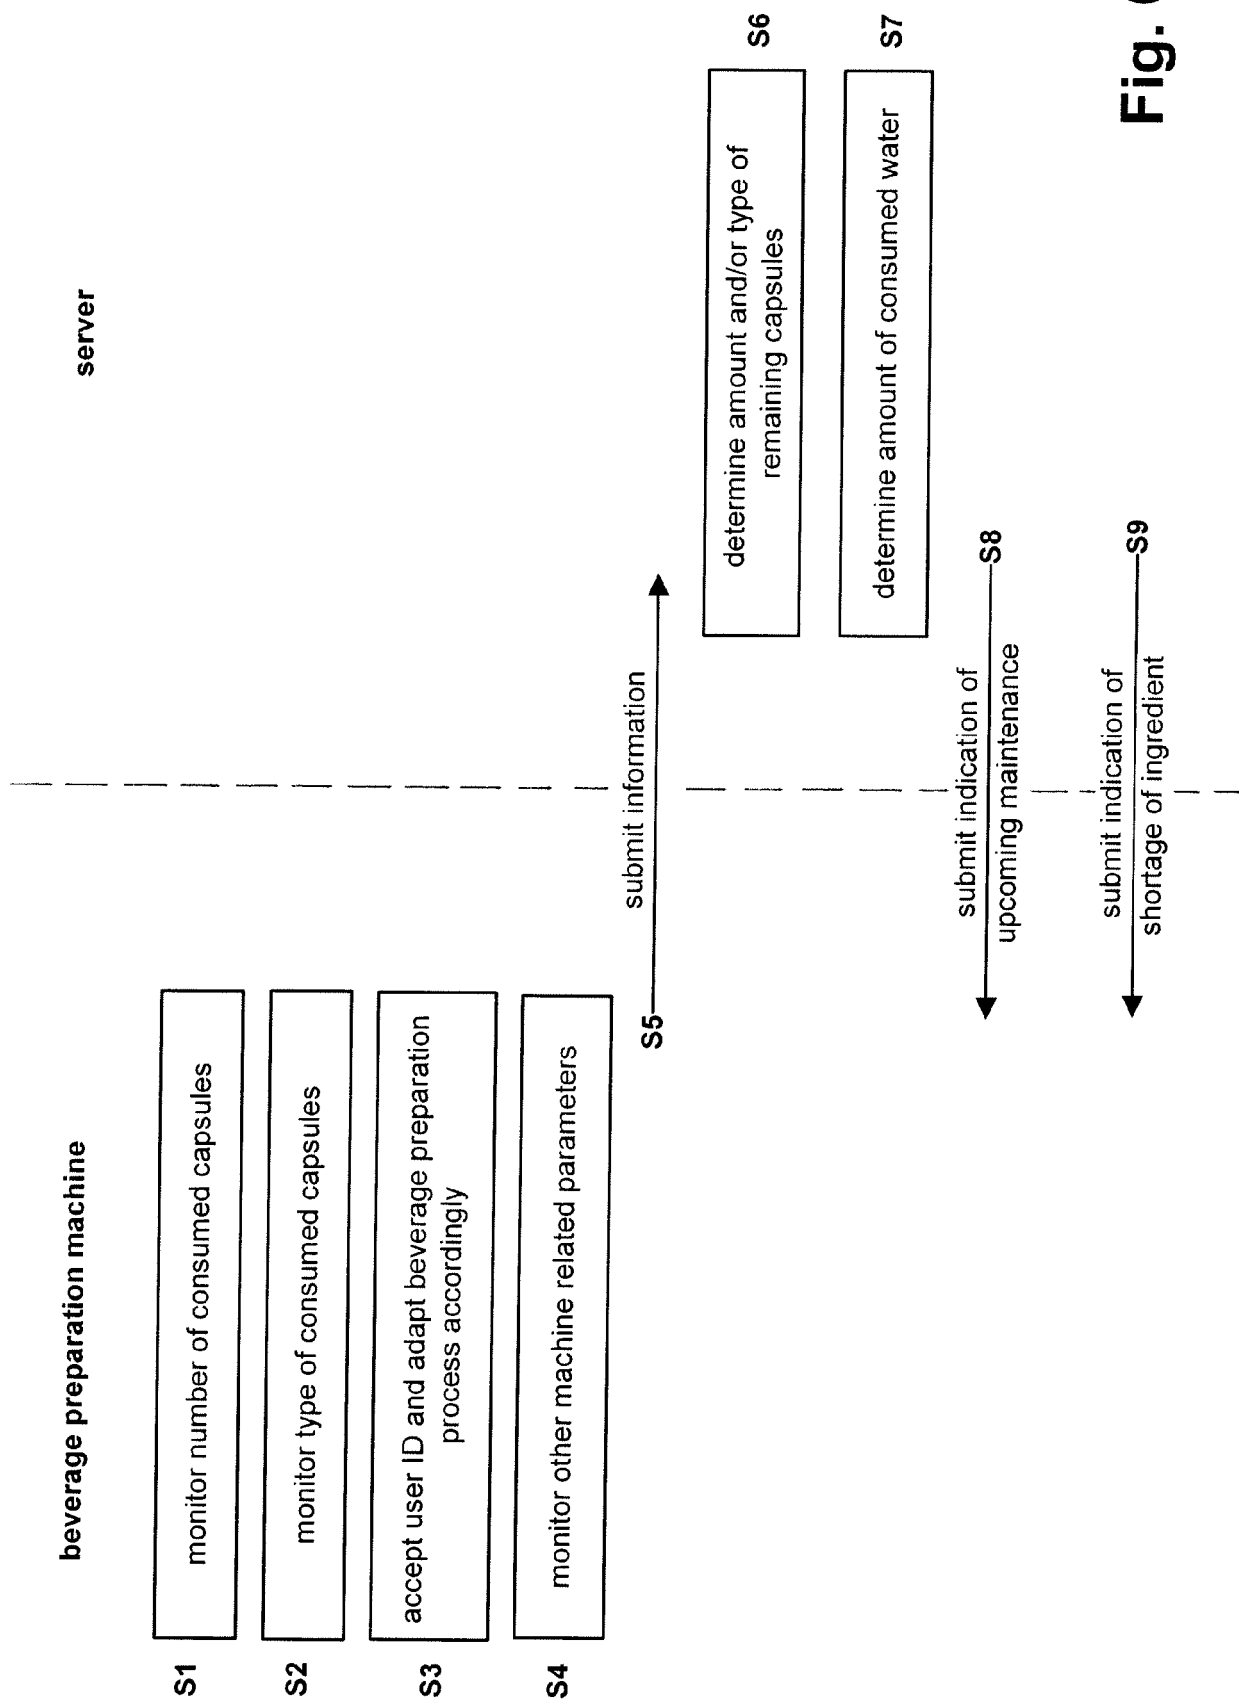 beverage preparation machine
server
S1
monitor number of consumed capsules
S2
monitor type of consumed capsules
S3
accept user ID and adapt beverage preparation
process accordingly
S4
monitor other machine related parameters
S5
submit information
determine amount and/or type of
remaining capsules
S6
determine amount of consumed water
S7
submit indication of
upcoming maintenance
S8
submit indication of
shortage of ingredient
S9
Fig.